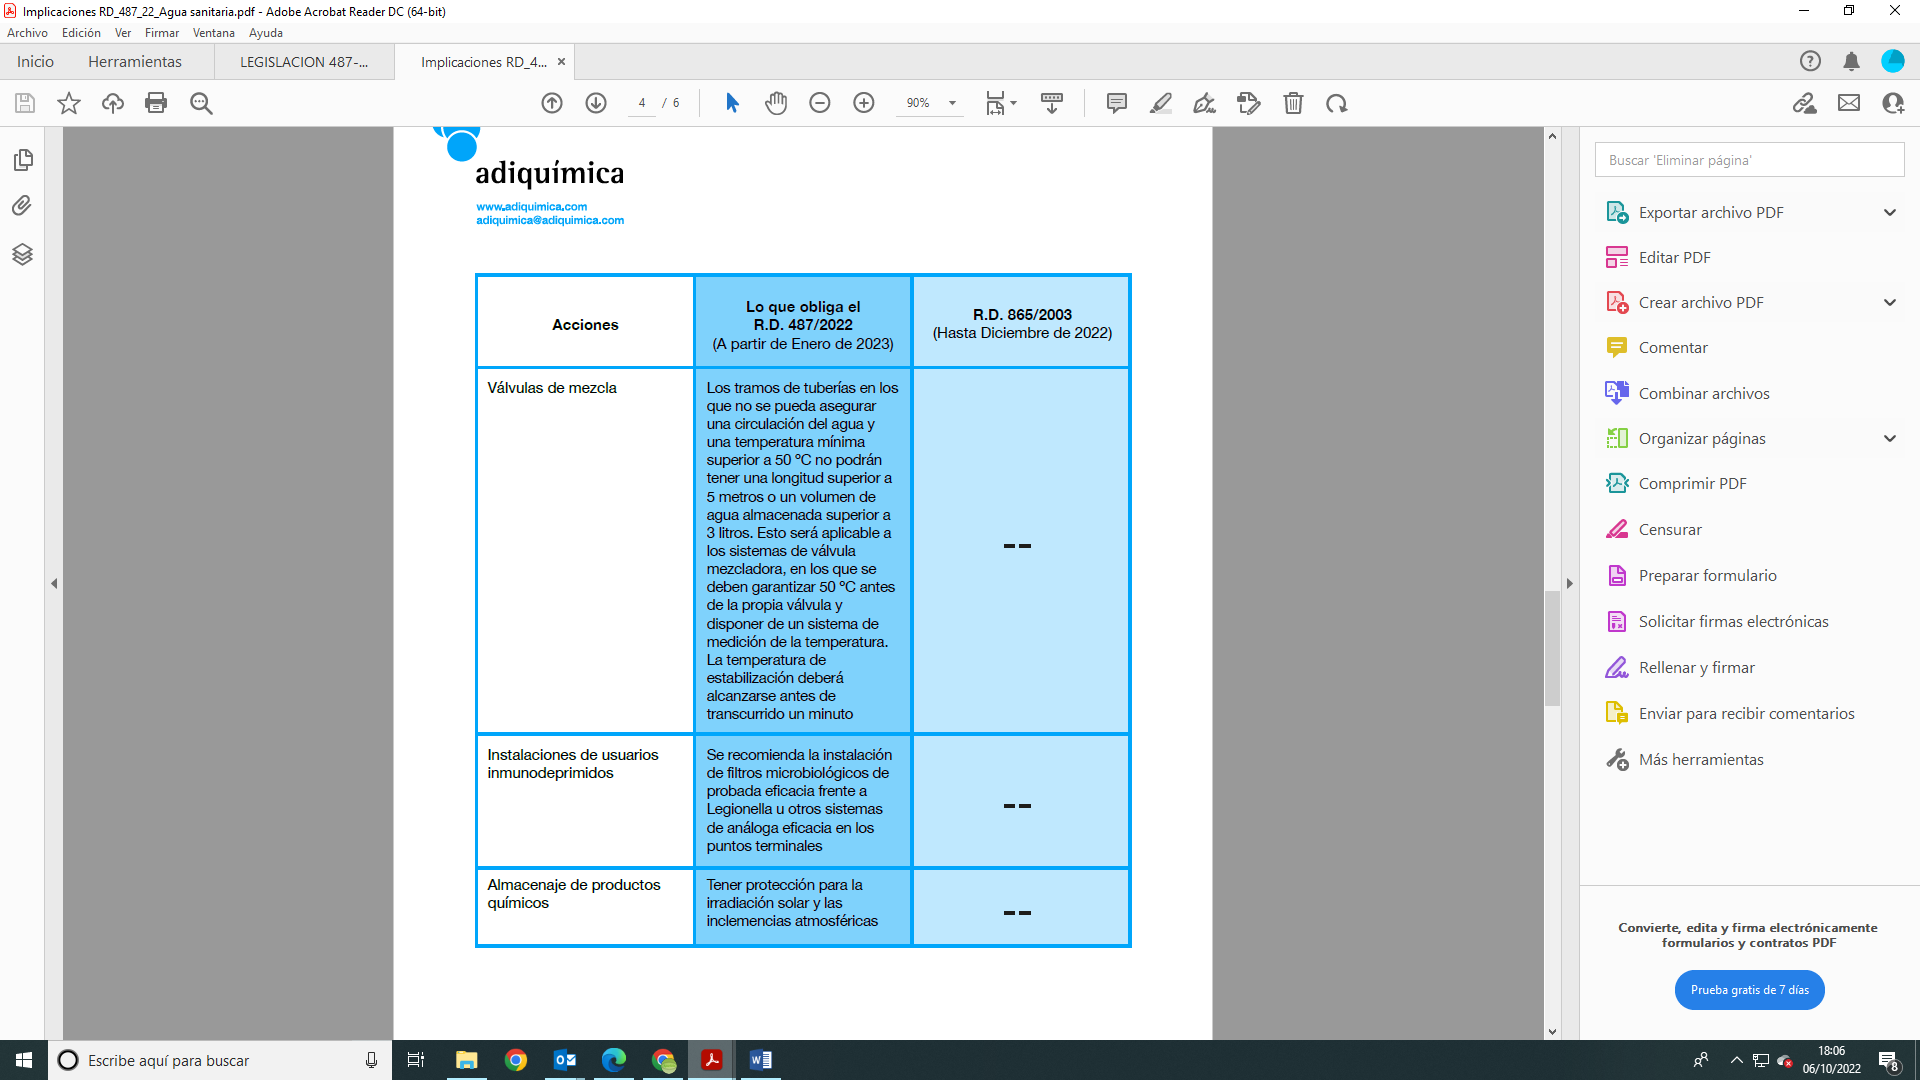 Implicaciones RD_487_22_Agua sanitaria.pdf - Adobe Acrobat Reader DC (64-bit)
Archivo Edición Ver Firmar Ventana Ayuda
Inicio Herramientas LEGISLACION 487-... Implicaciones RD_4... ×
4 / 6 90%
adiquímica
www.adiquimica.com
adiquimica@adiquimica.com
Acciones
Lo que obliga el
R.D. 487/2022
(A partir de Enero de 2023)
R.D. 865/2003
(Hasta Diciembre de 2022)
Válvulas de mezcla
Los tramos de tuberías en los
que no se pueda asegurar
una circulación del agua y
una temperatura mínima
superior a 50 ºC no podrán
tener una longitud superior a
5 metros o un volumen de
agua almacenada superior a
3 litros. Esto será aplicable a
los sistemas de válvula
mezcladora, en los que se
deben garantizar 50 ºC antes
de la propia válvula y
disponer de un sistema de
medición de la temperatura.
La temperatura de
estabilización deberá
alcanzarse antes de
transcurrido un minuto
--
Instalaciones de usuarios
inmunodeprimidos
Se recomienda la instalación
de filtros microbiológicos de
probada eficacia frente a
Legionella u otros sistemas
de análoga eficacia en los
puntos terminales
--
Almacenaje de productos
químicos
Tener protección para la
irradiación solar y las
inclemencias atmosféricas
--
Buscar 'Eliminar página'
Exportar archivo PDF
Editar PDF
Crear archivo PDF
Comentar
Combinar archivos
Organizar páginas
Comprimir PDF
Censurar
Preparar formulario
Solicitar firmas electrónicas
Rellenar y firmar
Enviar para recibir comentarios
Más herramientas
Convierte, edita y firma electrónicamente
formularios y contratos PDF
Prueba gratis de 7 días
Escribe aquí para buscar
18:06
06/10/2022
8